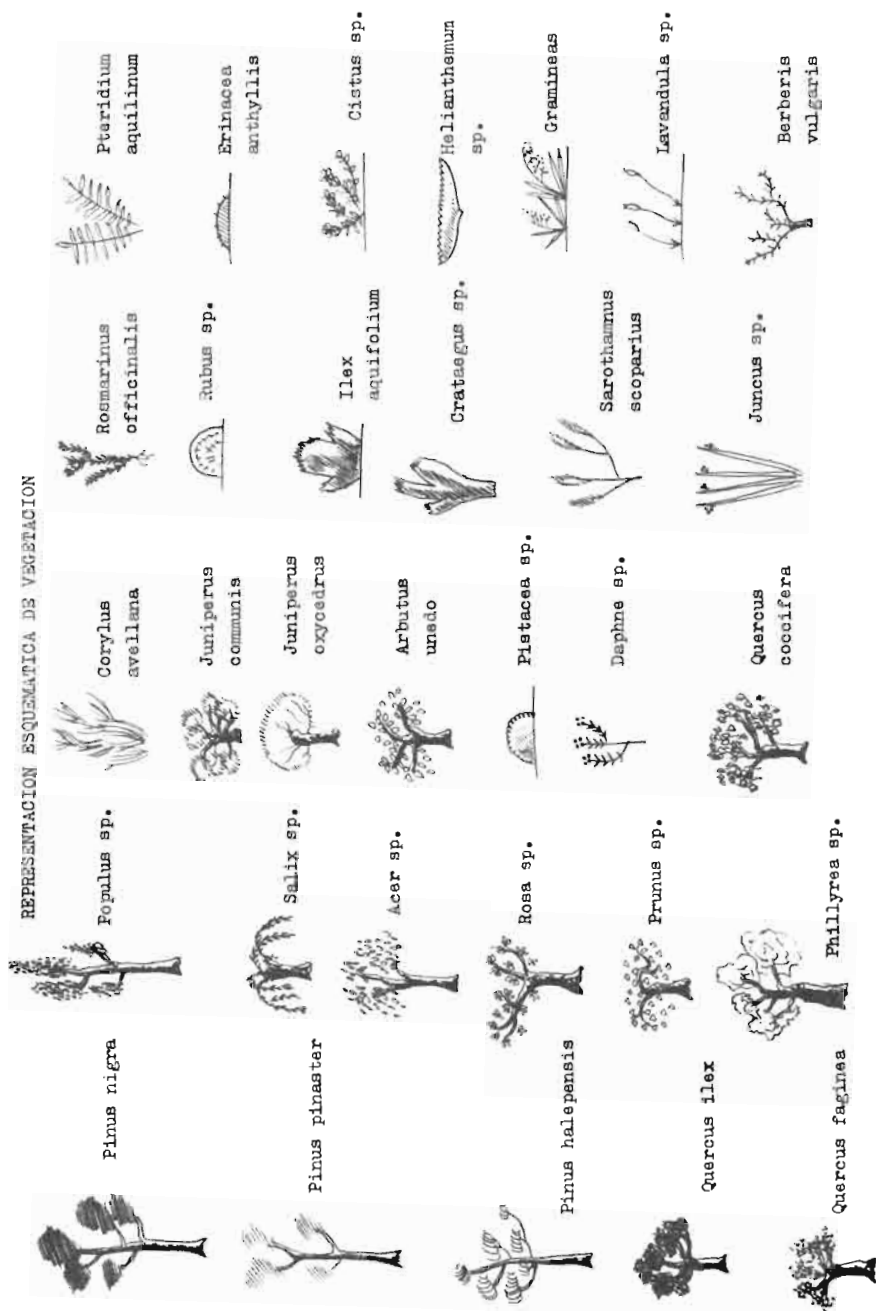 REPRESENTACION ESQUEMATICA DE VEGETACION
Pinus nigra
Pinus pinaster
Pinus halepensis
Quercus ilex
Quercus faginea
Populus sp.
Salix sp.
Acer sp.
Rosa sp.
Prunus sp.
Phillyrea sp.
Corylus
avellana
Juniperus
communis
Juniperus
oxycedrus
Arbutus
unedo
Pistacea sp.
Daphne sp.
Quercus
coccifera
Rosmarinus
officinalis
Rubus sp.
Ilex
aquifolium
Crataegus sp.
Sarothamnus
scoparius
Juncus sp.
Pteridium
aquilinum
Erinacea
anthyllis
Cistus sp.
Helianthemum
sp.
Gramineas
Lavandula sp.
Berberis
vulgaris